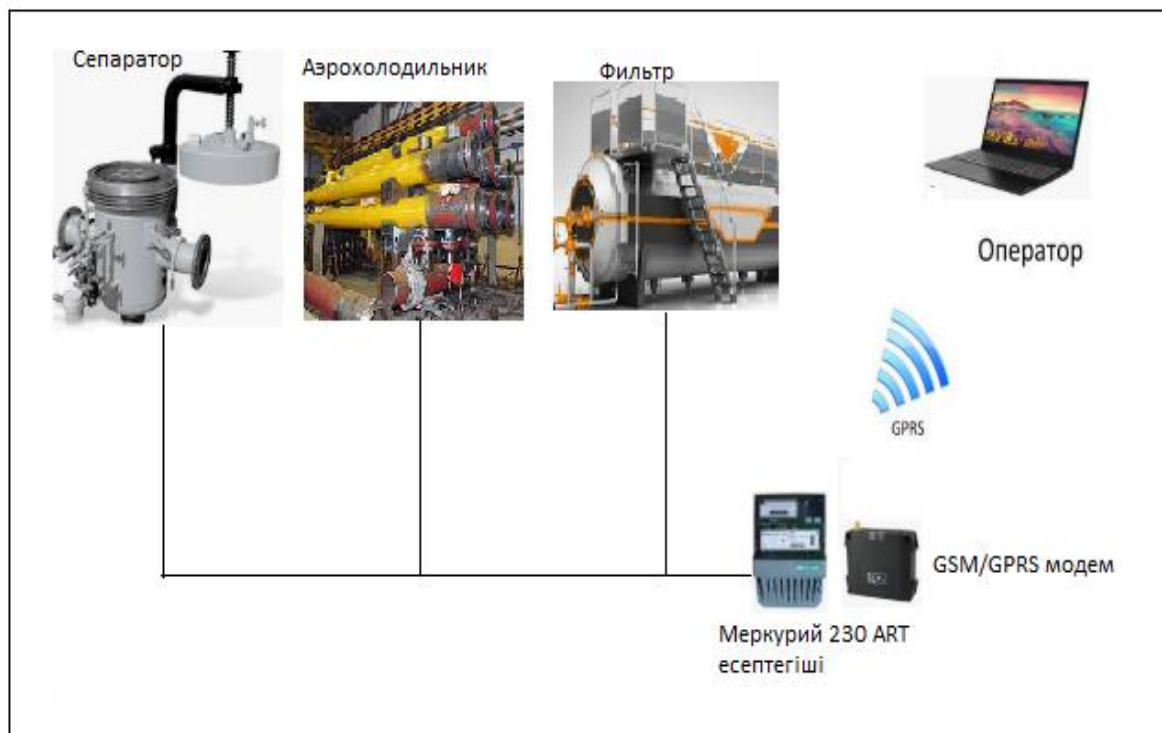 Сепаратор
Аэрохолодильник
Фильтр
Оператор
GPRS
GSM/GPRS модем
Меркурий 230 ART
есептегіші